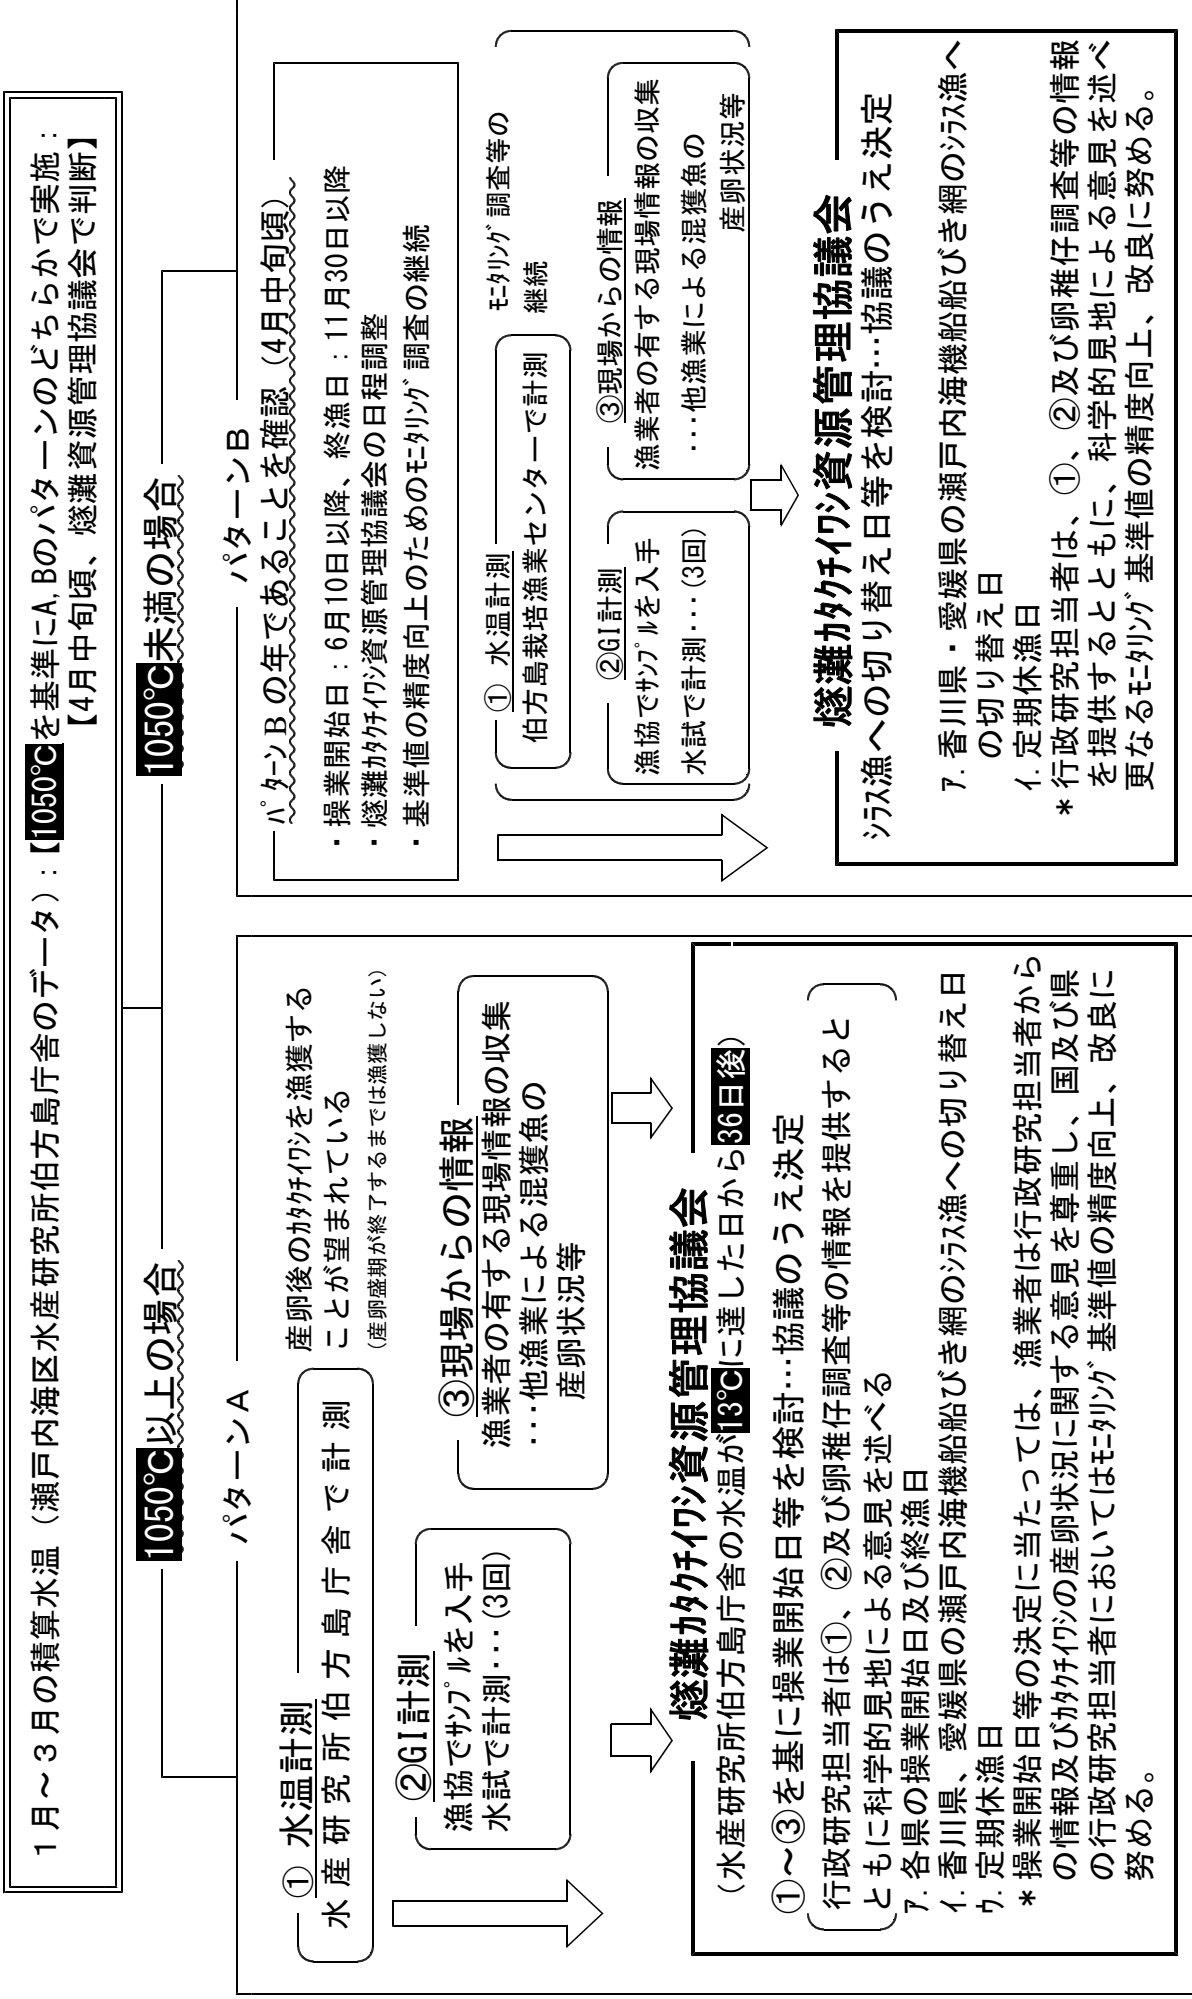 1月～3月の積算水温（瀬戸内海区水産研究所伯方島庁舎のデータ）:【1050℃を基準にA,Bのパターンのどちらかで実施:
【4月中旬頃、燧灘資源管理協議会で判断】
1050℃以上の場合
パターンA
① 水温計測
水産研究所伯方島庁舎で計測
産卵後のｶﾀｸﾁｲﾜｼを漁獲する
ことが望まれている
（産卵盛期が終了するまでは漁獲しない）
②GI計測
漁協でｻﾝﾌﾟﾙを入手
水試で計測･･･(3回)
③現場からの情報
漁業者の有する現場情報の収集
･･･他漁業による混獲魚の
産卵状況等
燧灘ｶﾀｸﾁｲﾜｼ資源管理協議会
（水産研究所伯方島庁舎の水温が13℃に達した日から36日後）
①～③を基に操業開始日等を検討…協議のうえ決定
行政研究担当者は①、②及び卵稚仔調査等の情報を提供すると
ともに科学的見地による意見を述べる
ｱ. 各県の操業開始日及び終漁日
ｲ. 香川県、愛媛県の瀬戸内海機船船びき網のｼﾗｽ漁への切り替え日
ｳ. 定期休漁日
＊操業開始日等の決定に当たっては、漁業者は行政研究担当者から
の情報及びｶﾀｸﾁｲﾜｼの産卵状況に関する意見を尊重し、国及び県
の行政研究担当者においてはﾓﾆﾀﾘﾝｸﾞ基準値の精度向上、改良に
努める。
1050℃未満の場合
パターンB
ﾊﾟﾀｰﾝBの年であることを確認（4月中旬頃）
・操業開始日：6月10日以降、終漁日：11月30日以降
・燧灘ｶﾀｸﾁｲﾜｼ資源管理協議会の日程調整
・基準値の精度向上のためのﾓﾆﾀﾘﾝｸﾞ調査の継続
① 水温計測
伯方島栽培漁業センターで計測
ﾓﾆﾀﾘﾝｸﾞ調査等の
継続
②GI計測
漁協でｻﾝﾌﾟﾙを入手
水試で計測･･･(3回)
③現場からの情報
漁業者の有する現場情報の収集
････他漁業による混獲魚の
産卵状況等
燧灘ｶﾀｸﾁｲﾜｼ資源管理協議会
ｼﾗｽ漁への切り替え日等を検討…協議のうえ決定
ｱ. 香川県・愛媛県の瀬戸内海機船船びき網のｼﾗｽ漁へ
の切り替え日
ｲ. 定期休漁日
＊行政研究担当者は、①、②及び卵稚仔調査等の情報
を提供するとともに、科学的見地による意見を述べ
更なるﾓﾆﾀﾘﾝｸﾞ基準値の精度向上、改良に努める。